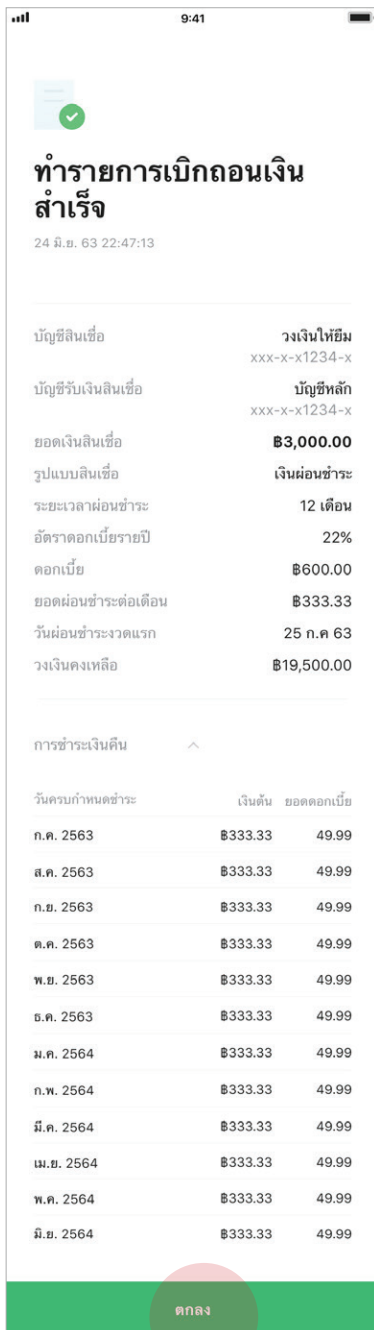 9:41
ทำรายการเบิกถอนเงิน
สำเร็จ
24 มิ.ย. 63 22:47:13
บัญชีสินเชื่อ วงเงินให้ยืม
xxx-x-x1234-x
บัญชีรับเงินสินเชื่อ บัญชีหลัก
xxx-x-x1234-x
ยอดเงินสินเชื่อ ฿3,000.00
รูปแบบสินเชื่อ เงินผ่อนชำระ
ระยะเวลาผ่อนชำระ 12 เดือน
อัตราดอกเบี้ยรายปี 22%
ดอกเบี้ย ฿600.00
ยอดผ่อนชำระต่อเดือน ฿333.33
วันผ่อนชำระงวดแรก 25 ก.ค 63
วงเงินคงเหลือ ฿19,500.00
การชำระเงินคืน
วันครบกำหนดชำระ เงินต้น ยอดดอกเบี้ย
ก.ค. 2563 ฿333.33 49.99
ส.ค. 2563 ฿333.33 49.99
ก.ย. 2563 ฿333.33 49.99
ต.ค. 2563 ฿333.33 49.99
พ.ย. 2563 ฿333.33 49.99
ธ.ค. 2563 ฿333.33 49.99
ม.ค. 2564 ฿333.33 49.99
ก.พ. 2564 ฿333.33 49.99
มี.ค. 2564 ฿333.33 49.99
เม.ย. 2564 ฿333.33 49.99
พ.ค. 2564 ฿333.33 49.99
มิ.ย. 2564 ฿333.33 49.99
ตกลง